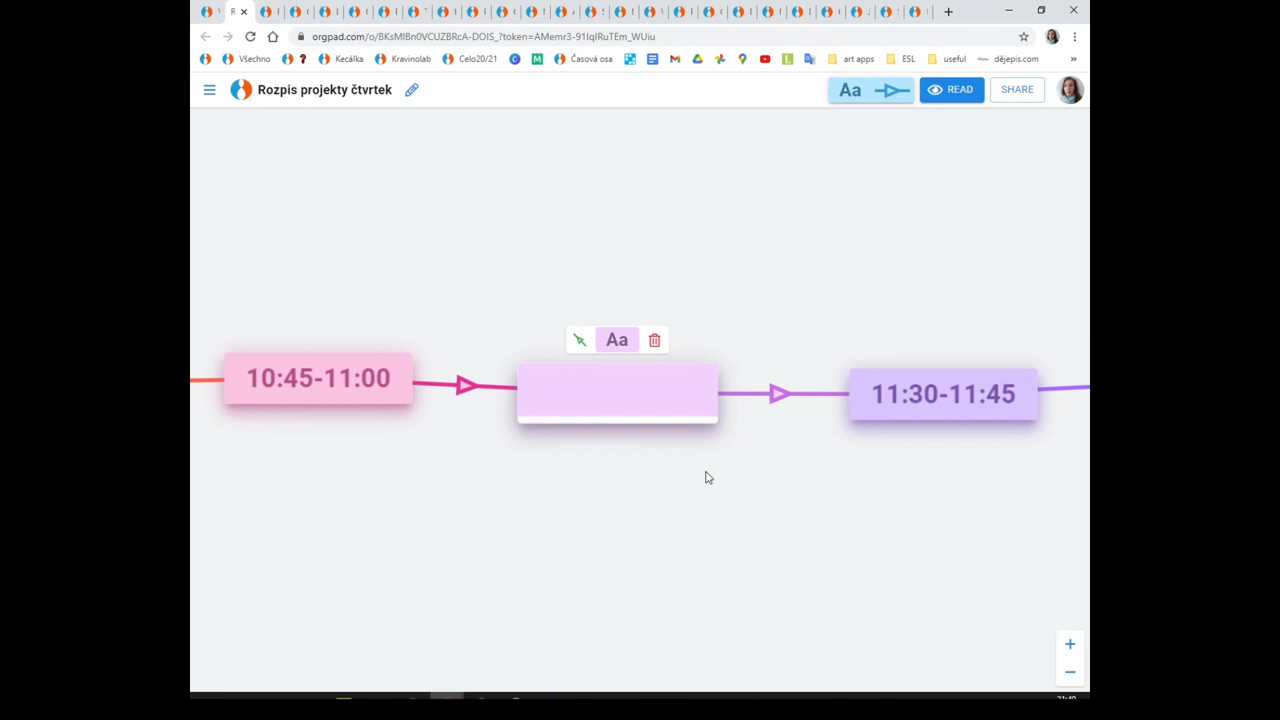 R
orgpad.com/o/BKsMlBn0VCUZBRcA-DOIS_?token=AMemr3-91IqIRuTEm_WUiu
Všechno
?
Kecálka
Kravinolab
Celo20/21
C
M
Časová osa
L
art apps
ESL
useful
dějepis.com
»
Rozpis projekty čtvrtek
Aa
READ
SHARE
Aa
10:45-11:00
11:30-11:45
+
−